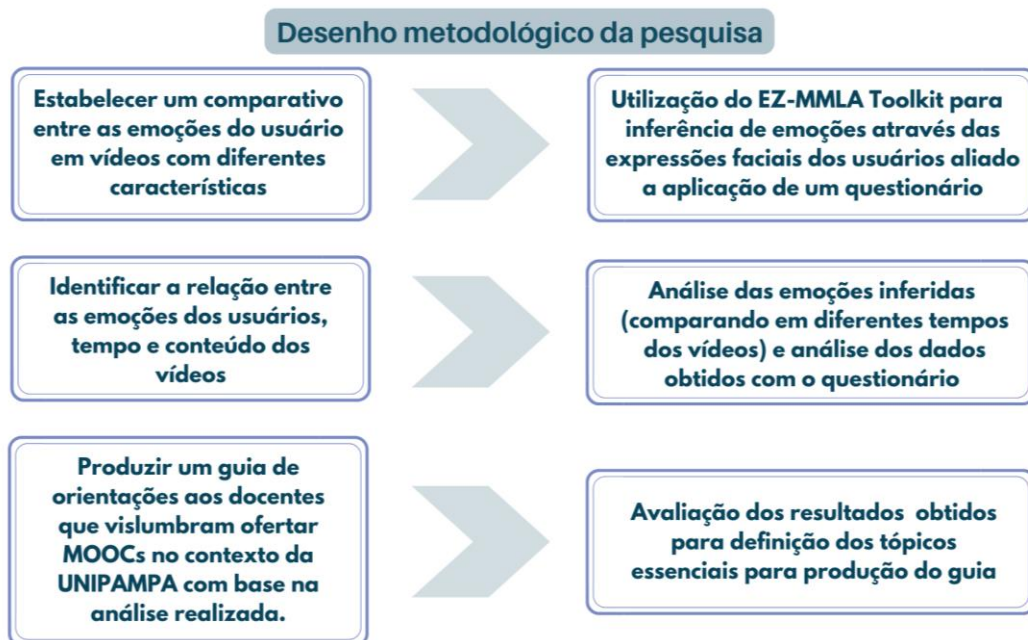 Desenho metodológico da pesquisa
Estabelecer um comparativo
entre as emoções do usuário
em vídeos com diferentes
características
Utilização do EZ-MMLA Toolkit para
inferência de emoções através das
expressões faciais dos usuários aliado
a aplicação de um questionário
Identificar a relação entre
as emoções dos usuários,
tempo e conteúdo dos
vídeos
Análise das emoções inferidas
(comparando em diferentes tempos
dos vídeos) e análise dos dados
obtidos com o questionário
Produzir um guia de
orientações aos docentes
que vislumbram ofertar
MOOCs no contexto da
UNIPAMPA com base na
análise realizada.
Avaliação dos resultados obtidos
para definição dos tópicos
essenciais para produção do guia